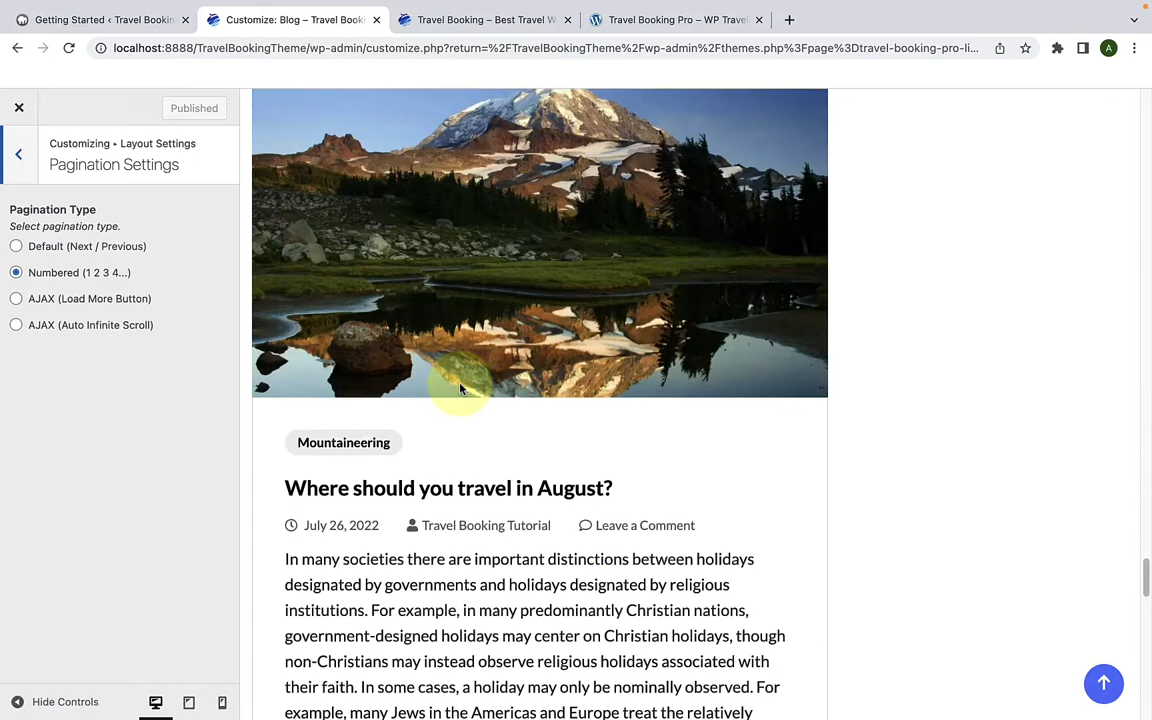 Getting Started ‹ Travel Bookin
Customize: Blog – Travel Book
Travel Booking – Best Travel W
Travel Booking Pro – WP Trave
localhost:8888/TravelBookingTheme/wp-admin/customize.php?return=%2FTravelBookingTheme%2Fwp-admin%2Fthemes.php%3Fpage%3Dtravel-booking-pro-li...
A
Published
Customizing ▸ Layout Settings
Pagination Settings
Pagination Type
Select pagination type.
Default (Next / Previous)
Numbered (1 2 3 4...)
AJAX (Load More Button)
AJAX (Auto Infinite Scroll)
Hide Controls
Mountaineering
Where should you travel in August?
July 26, 2022 Travel Booking Tutorial Leave a Comment
In many societies there are important distinctions between holidays
designated by governments and holidays designated by religious
institutions. For example, in many predominantly Christian nations,
government-designed holidays may center on Christian holidays, though
non-Christians may instead observe religious holidays associated with
their faith. In some cases, a holiday may only be nominally observed. For
example, many Jews in the Americas and Europe treat the relatively